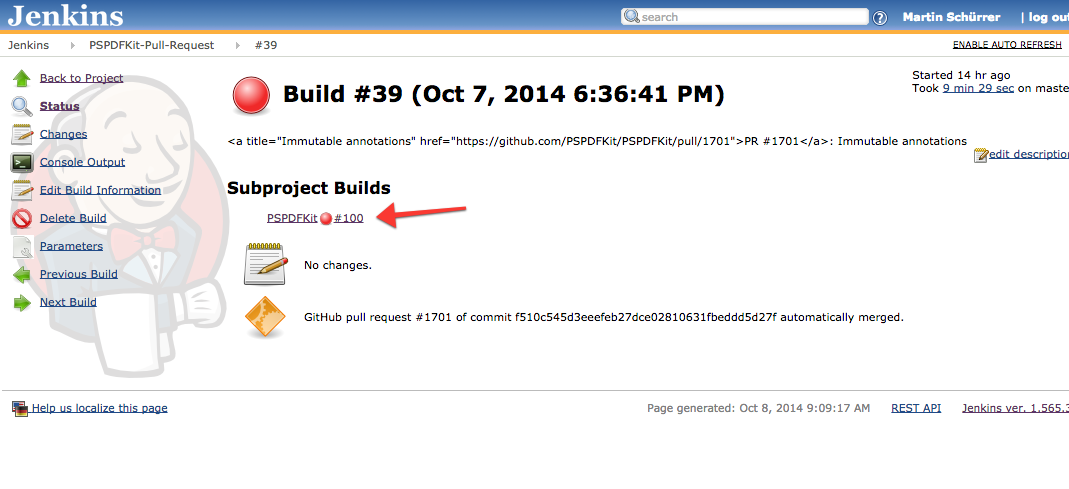 Jenkins
search
Martin Schürrer | log out
Jenkins PSPDFKit-Pull-Request #39
ENABLE AUTO REFRESH
Back to Project
Status
Changes
Console Output
Edit Build Information
Delete Build
Parameters
Previous Build
Next Build
Build #39 (Oct 7, 2014 6:36:41 PM)
Started 14 hr ago
Took 9 min 29 sec on maste
<a title="Immutable annotations" href="https://github.com/PSPDFKit/PSPDFKit/pull/1701">PR #1701</a>: Immutable annotations
edit description
Subproject Builds
PSPDFKit #100
No changes.
GitHub pull request #1701 of commit f510c545d3eeefeb27dce02810631fbeddd5d27f automatically merged.
Help us localize this page
Page generated: Oct 8, 2014 9:09:17 AM REST API Jenkins ver. 1.565.3